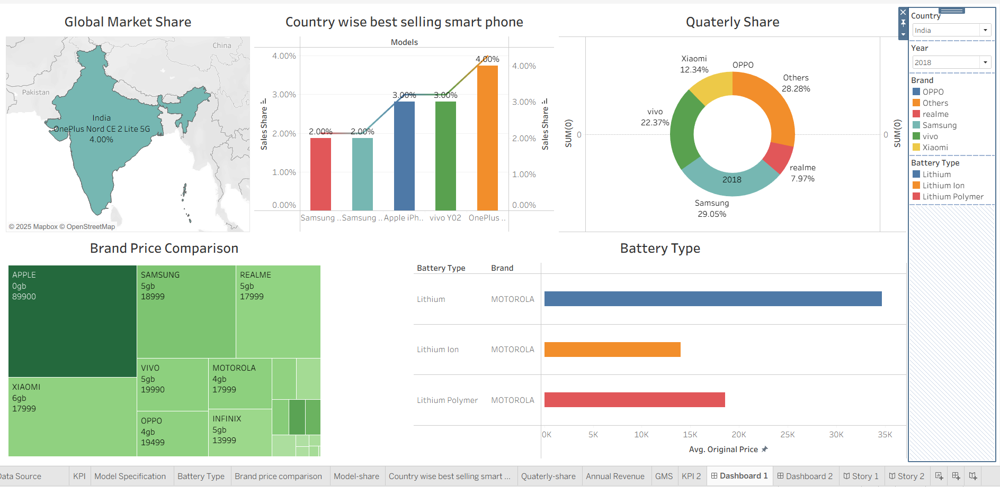 Global Market Share
China
Pakistan
India
OnePlus Nord CE 2 Lite 5G
4.00%
© 2025 Mapbox © OpenStreetMap
Country wise best selling smart phone
Models
4.00%
3.00%
2.00%
1.00%
0.00%
Sales Share
2.00%
2.00%
3.00%
3.00%
4.00%
4.00%
3.00%
2.00%
1.00%
0.00%
Sales Share
Samsung ..
Samsung ..
Apple iPh..
vivo Y02
OnePlus ..
Quaterly Share
SUM(0)
0
Xiaomi
12.34%
OPPO
Others
28.28%
vivo
22.37%
realme
7.97%
2018
Samsung
29.05%
0
SUM(0)
Country
India
Year
2018
Brand
OPPO
Others
realme
Samsung
vivo
Xiaomi
Battery Type
Lithium
Lithium Ion
Lithium Polymer
Brand Price Comparison
APPLE
0gb
89900
SAMSUNG
5gb
18999
REALME
5gb
17999
XIAOMI
6gb
17999
VIVO
5gb
19990
MOTOROLA
4gb
17999
OPPO
4gb
19499
INFINIX
5gb
13999
Battery Type
Battery Type Brand
Lithium MOTOROLA
Lithium Ion MOTOROLA
Lithium Polymer MOTOROLA
0K 5K 10K 15K 20K 25K 30K 35K
Avg. Original Price
ata Source KPI Model Specification Battery Type Brand price comparison Model-share Country wise best selling smart ... Quaterly-share Annual Revenue GMS KPI 2 Dashboard 1 Dashboard 2 Story 1 Story 2